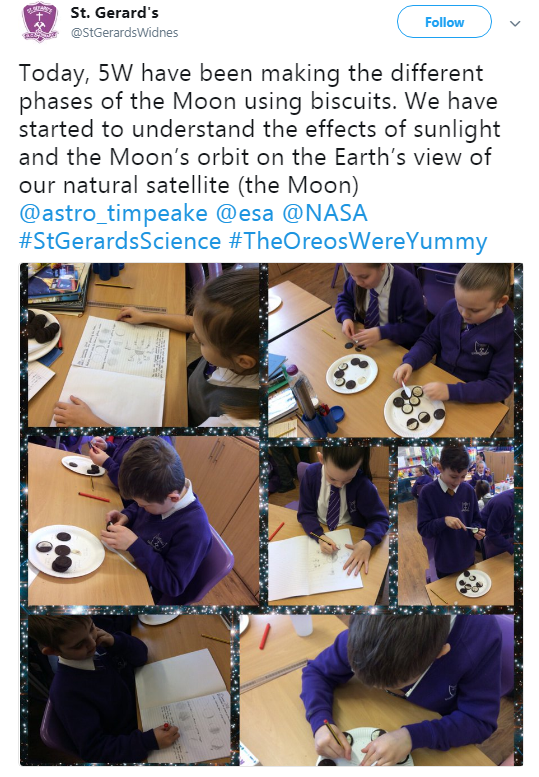 St. Gerard's
@StGerardsWidnes
Follow
Today, 5W have been making the different
phases of the Moon using biscuits. We have
started to understand the effects of sunlight
and the Moon’s orbit on the Earth’s view of
our natural satellite (the Moon)
@astro_timpeake @esa @NASA
#StGerardsScience #TheOreosWereYummy